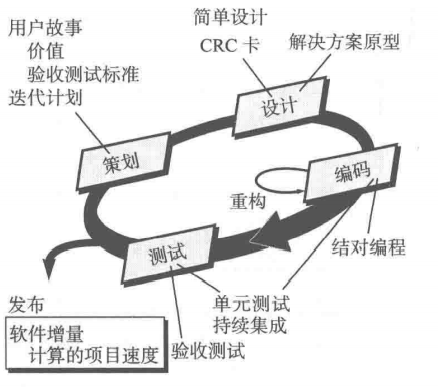 用户故事
价值
验收测试标准
迭代计划
简单设计
CRC 卡
解决方案原型
设计
策划
编码
重构
结对编程
测试
单元测试
持续集成
验收测试
发布
软件增量
计算的项目速度